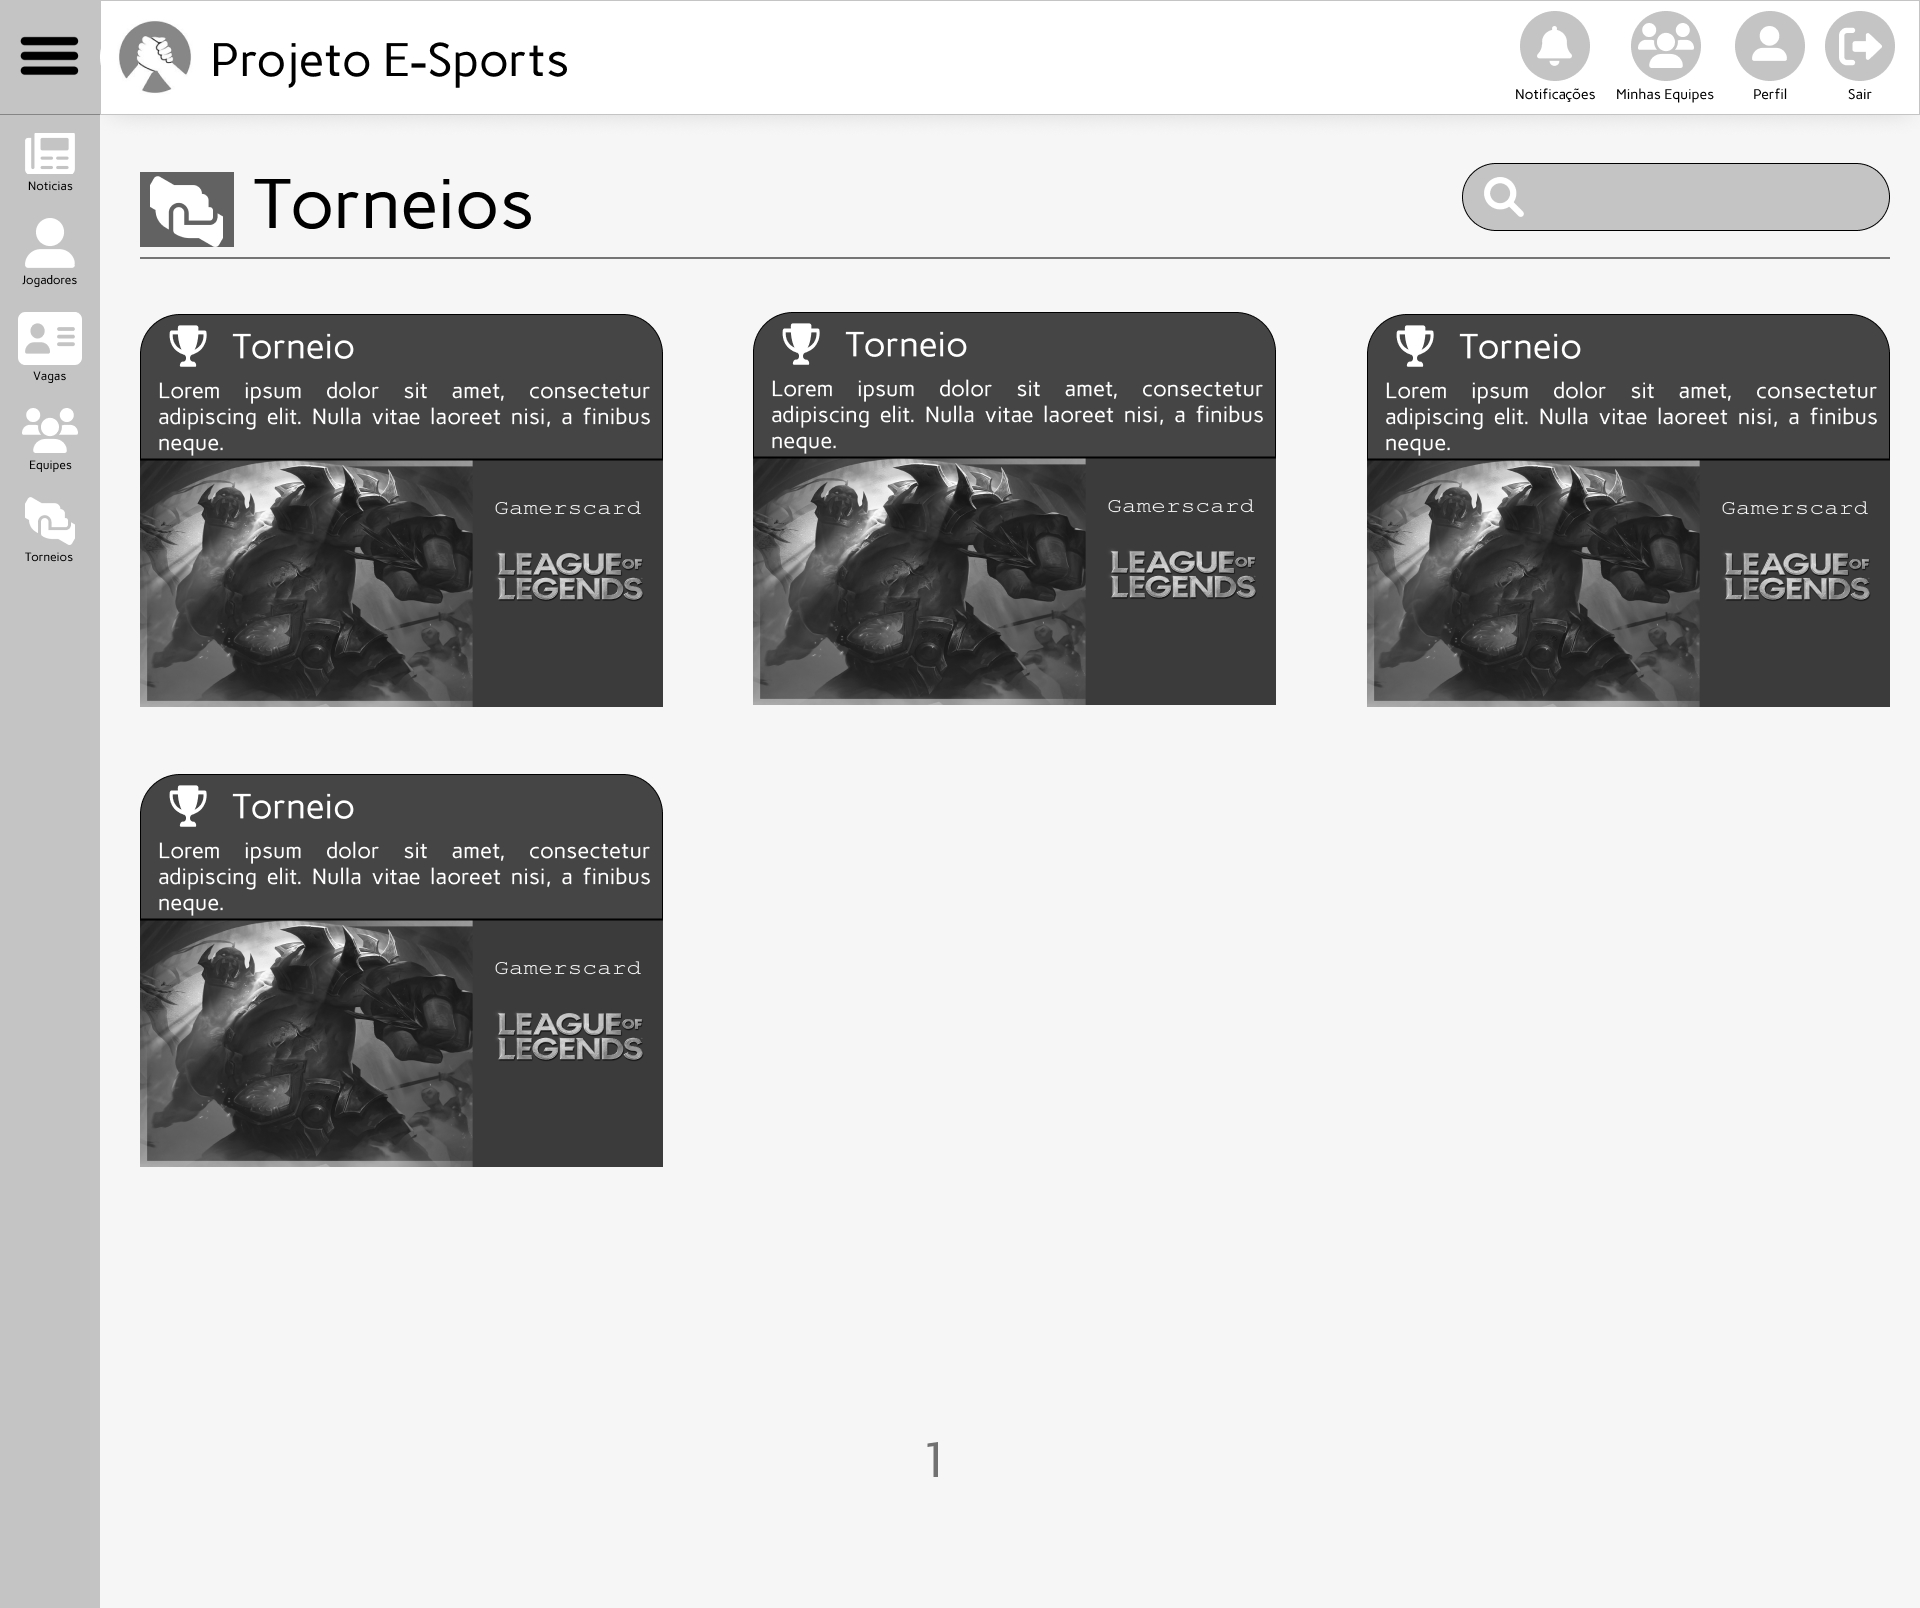 Projeto E-Sports
Notificações
Minhas Equipes
Perfil
Sair
Noticias
Jogadores
Vagas
Equipes
Torneios
Torneios
Torneio
Lorem ipsum dolor sit amet, consectetur
adipiscing elit. Nulla vitae laoreet nisi, a finibus
neque.
Gamerscard
LEAGUE OF
LEGENDS
Torneio
Lorem ipsum dolor sit amet, consectetur
adipiscing elit. Nulla vitae laoreet nisi, a finibus
neque.
Gamerscard
LEAGUE OF
LEGENDS
Torneio
Lorem ipsum dolor sit amet, consectetur
adipiscing elit. Nulla vitae laoreet nisi, a finibus
neque.
Gamerscard
LEAGUE OF
LEGENDS
Torneio
Lorem ipsum dolor sit amet, consectetur
adipiscing elit. Nulla vitae laoreet nisi, a finibus
neque.
Gamerscard
LEAGUE OF
LEGENDS
1